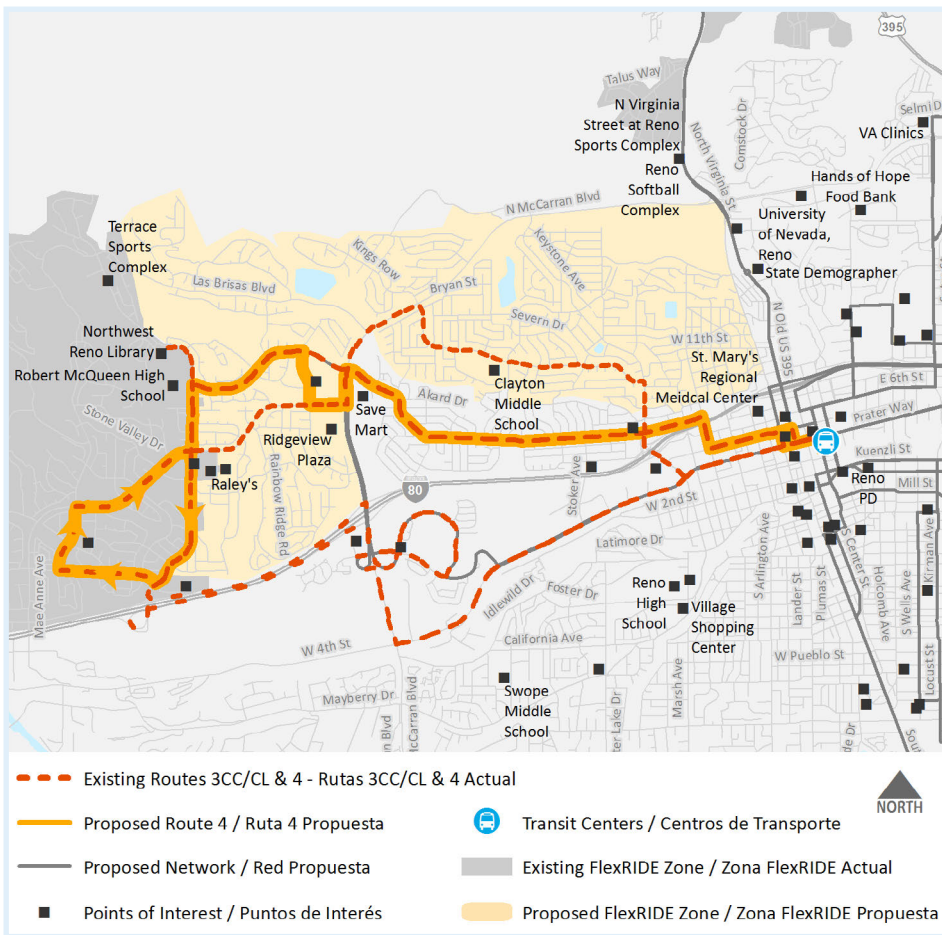 395
Talus Way
Selmi D
N Virginia
Street at Reno
Sports Complex
Comstock Dr
VA Clinics
North Virginia St
Reno
Softball
Complex
Hands of Hope
Food Bank
N McCarran Blvd
University
of Nevada,
Reno
Terrace
Sports
Complex
Kings Row
Keystone Ave
State Demographer
Las Brisas Blvd
Bryan St
N Old US 395
Severn Dr
Northwest
Reno Library
W 11th St
St. Mary's
Regional
Meidcal Center
E 6th St
Robert McQueen High
School
Clayton
Middle
School
Akard Dr
Save
Mart
Prater Way
Stone Valley Dr
Ridgeview
Plaza
Kuenzli St
Raley's
Reno
PD
Mill St
Rainbow Ridge Rd
80
Stoker Ave
W 2nd St
Latimore Dr
S Arlington Ave
S Center St
Mae Anne Ave
Idlewild Dr
Foster Dr
Reno
High
School
Village
Shopping
Center
Lander St
Plumas St
Holcomb Ave
S Wells Ave
Kirman Ave
W 4th St
California Ave
W Pueblo St
Locust St
Mayberry Dr
Swope
Middle
School
Marsh Ave
n Blvd
McCarran Blvd
ter Lake Dr
de Dr
Sout
Existing Routes 3CC/CL & 4 - Rutas 3CC/CL & 4 Actual
NORTH
Proposed Route 4 / Ruta 4 Propuesta
Transit Centers / Centros de Transporte
Proposed Network / Red Propuesta
Existing FlexRIDE Zone / Zona FlexRIDE Actual
Points of Interest / Puntos de Interés
Proposed FlexRIDE Zone / Zona FlexRIDE Propuesta